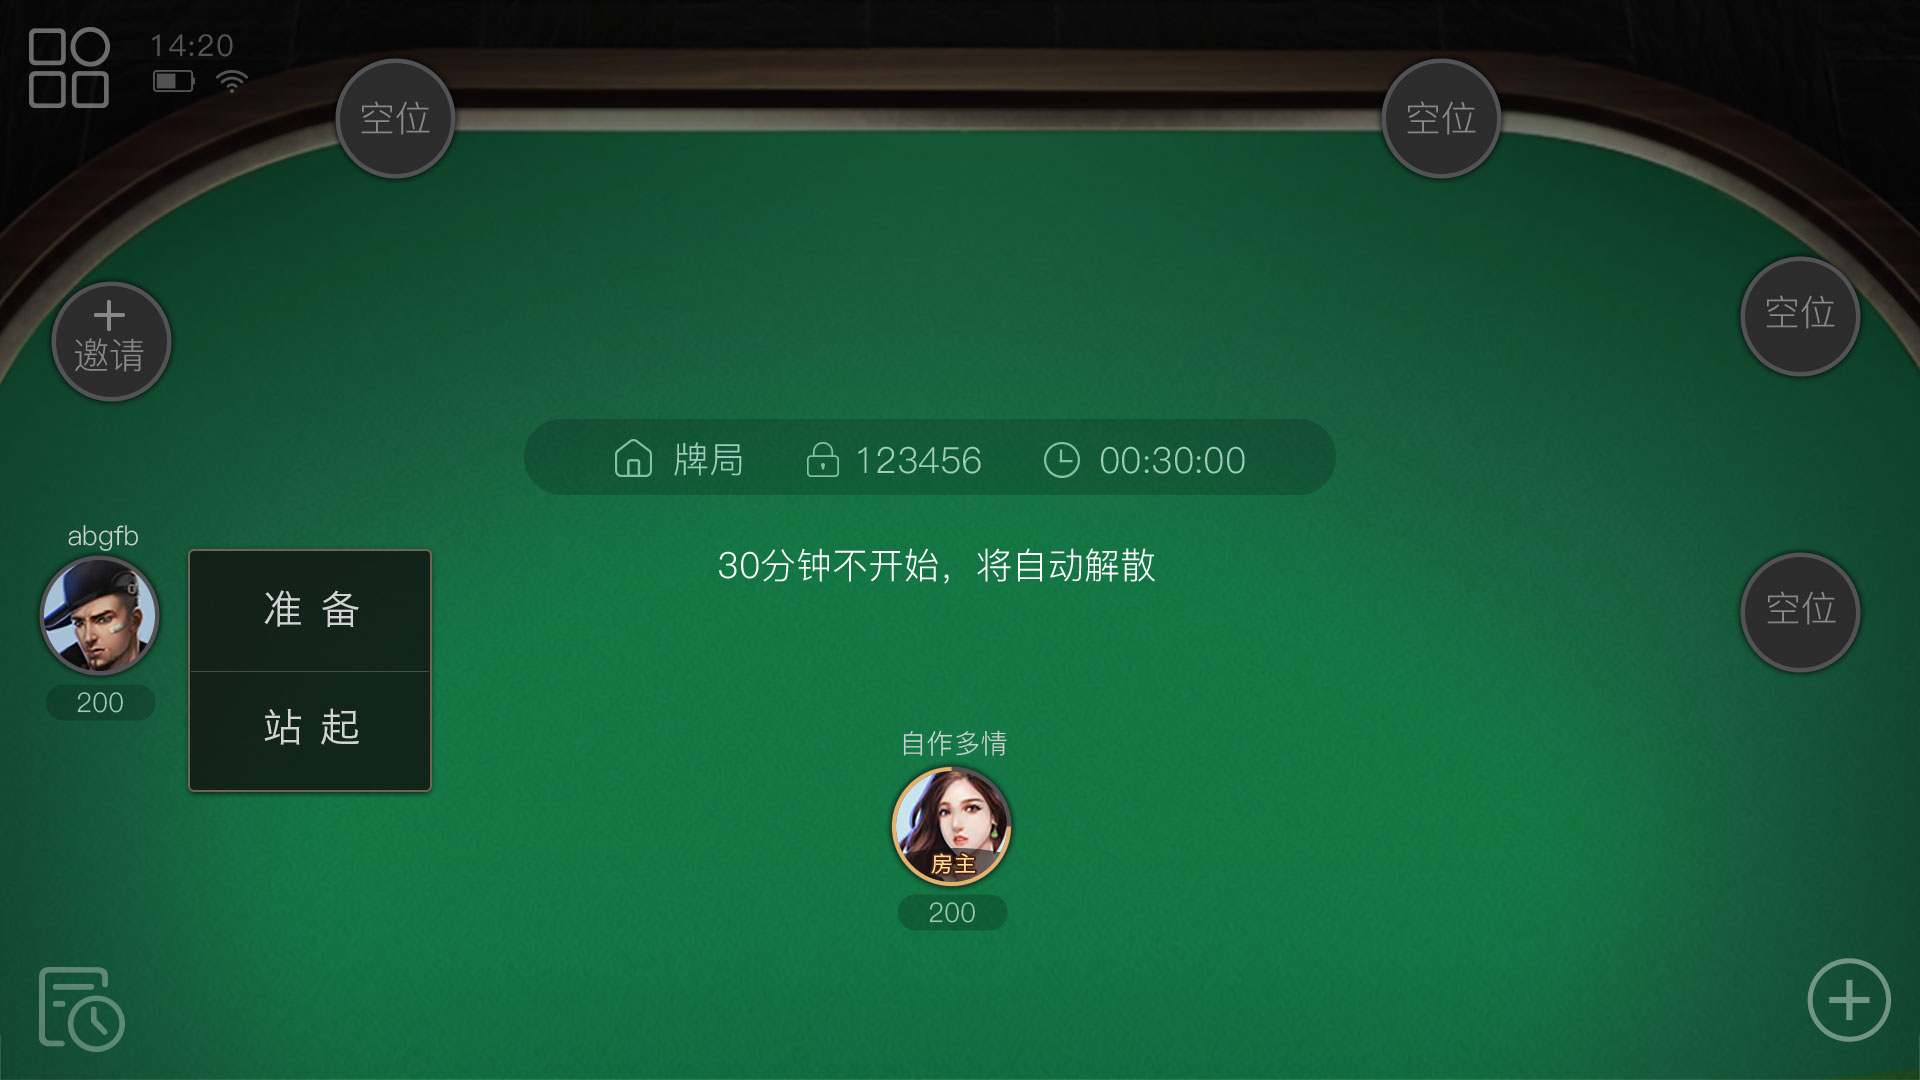 14:20
空位
空位
邀请
空位
牌局 123456 00:30:00
30分钟不开始，将自动解散
abgfb
准 备
站 起
200
空位
自作多情
房主
200